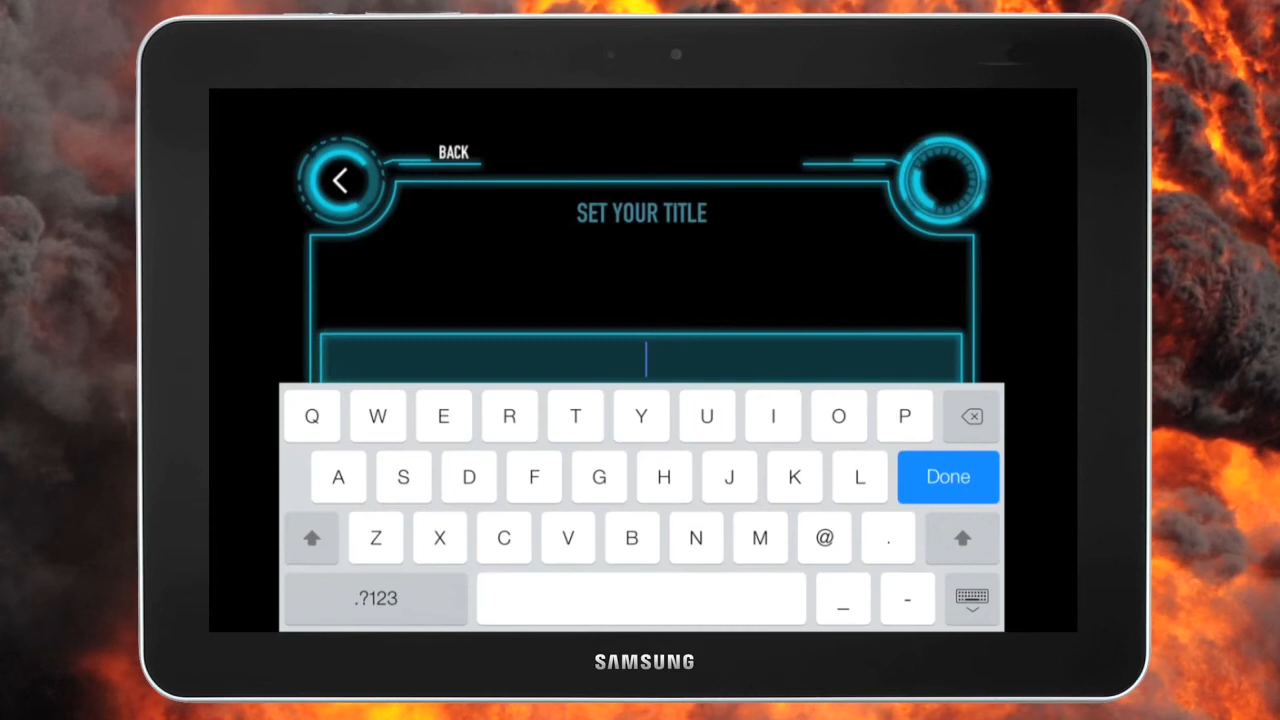 BACK
SET YOUR TITLE
Q W E R T Y U I O P
A S D F G H J K L Done
Z X C V B N M @ .
.?123 _ -
SAMSUNG